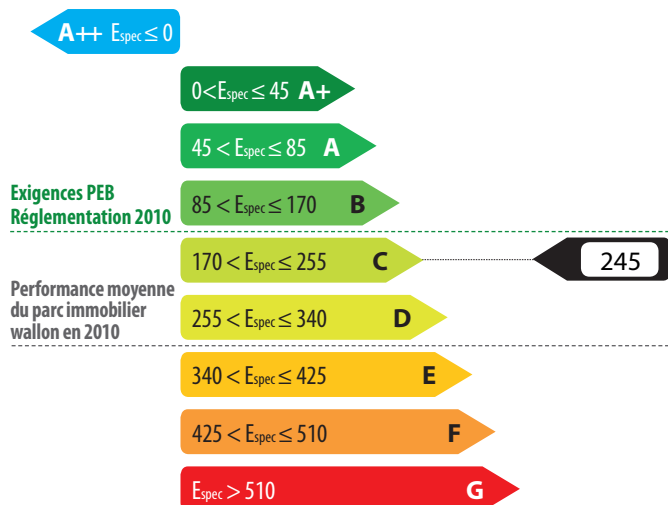 A++ Espec ≤ 0
0<Espec ≤ 45 A+
45 < Espec ≤ 85 A
Exigences PEB
Réglementation 2010
85 < Espec ≤ 170 B
170 < Espec ≤ 255 C
245
Performance moyenne
du parc immobilier
wallon en 2010
255 < Espec ≤ 340 D
340 < Espec ≤ 425 E
425 < Espec ≤ 510 F
Espec > 510 G